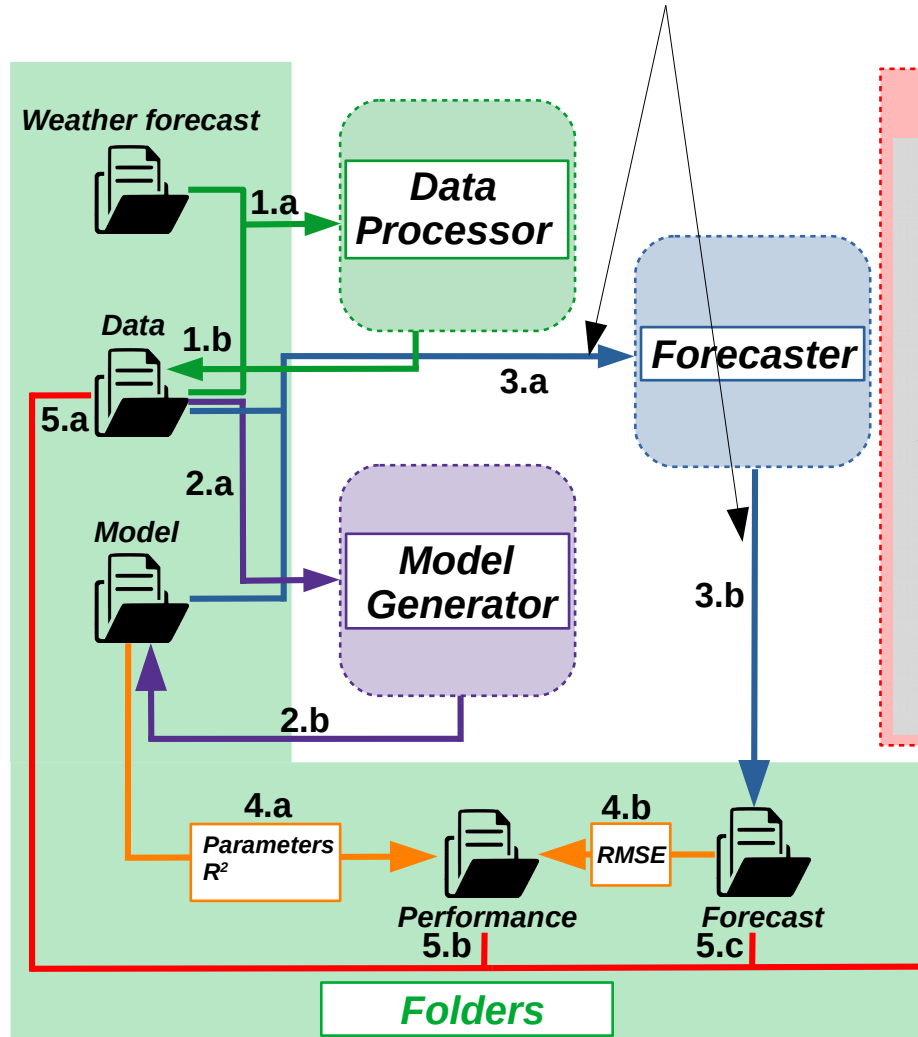 Weather forecast
1.a
Data
Processor
Data
1.b
5.a
3.a
Forecaster
2.a
Model
Model
Generator
3.b
2.b
4.a
4.b
Parameters
R²
RMSE
Performance
Forecast
5.b
5.c
Folders